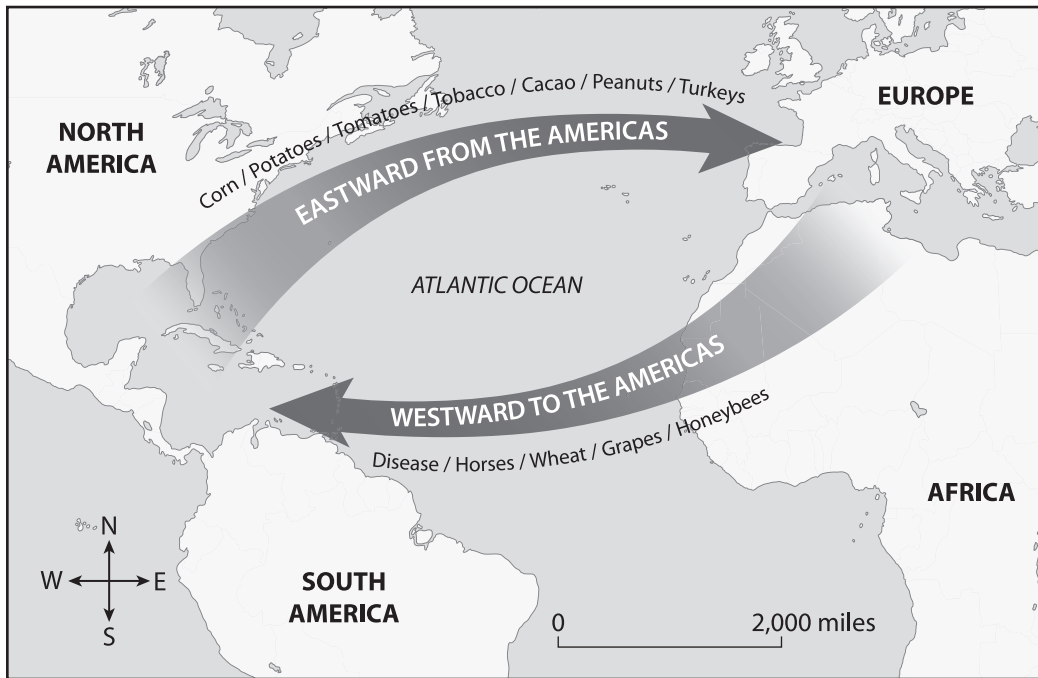 NORTH
AMERICA
Corn / Potatoes / Tomatoes / Tobacco / Cacao / Peanuts / Turkeys
EUROPE
EASTWARD FROM THE AMERICAS
ATLANTIC OCEAN
WESTWARD TO THE AMERICAS
Disease / Horses / Wheat / Grapes / Honeybees
AFRICA
SOUTH
AMERICA
N
W E
S
0 2,000 miles